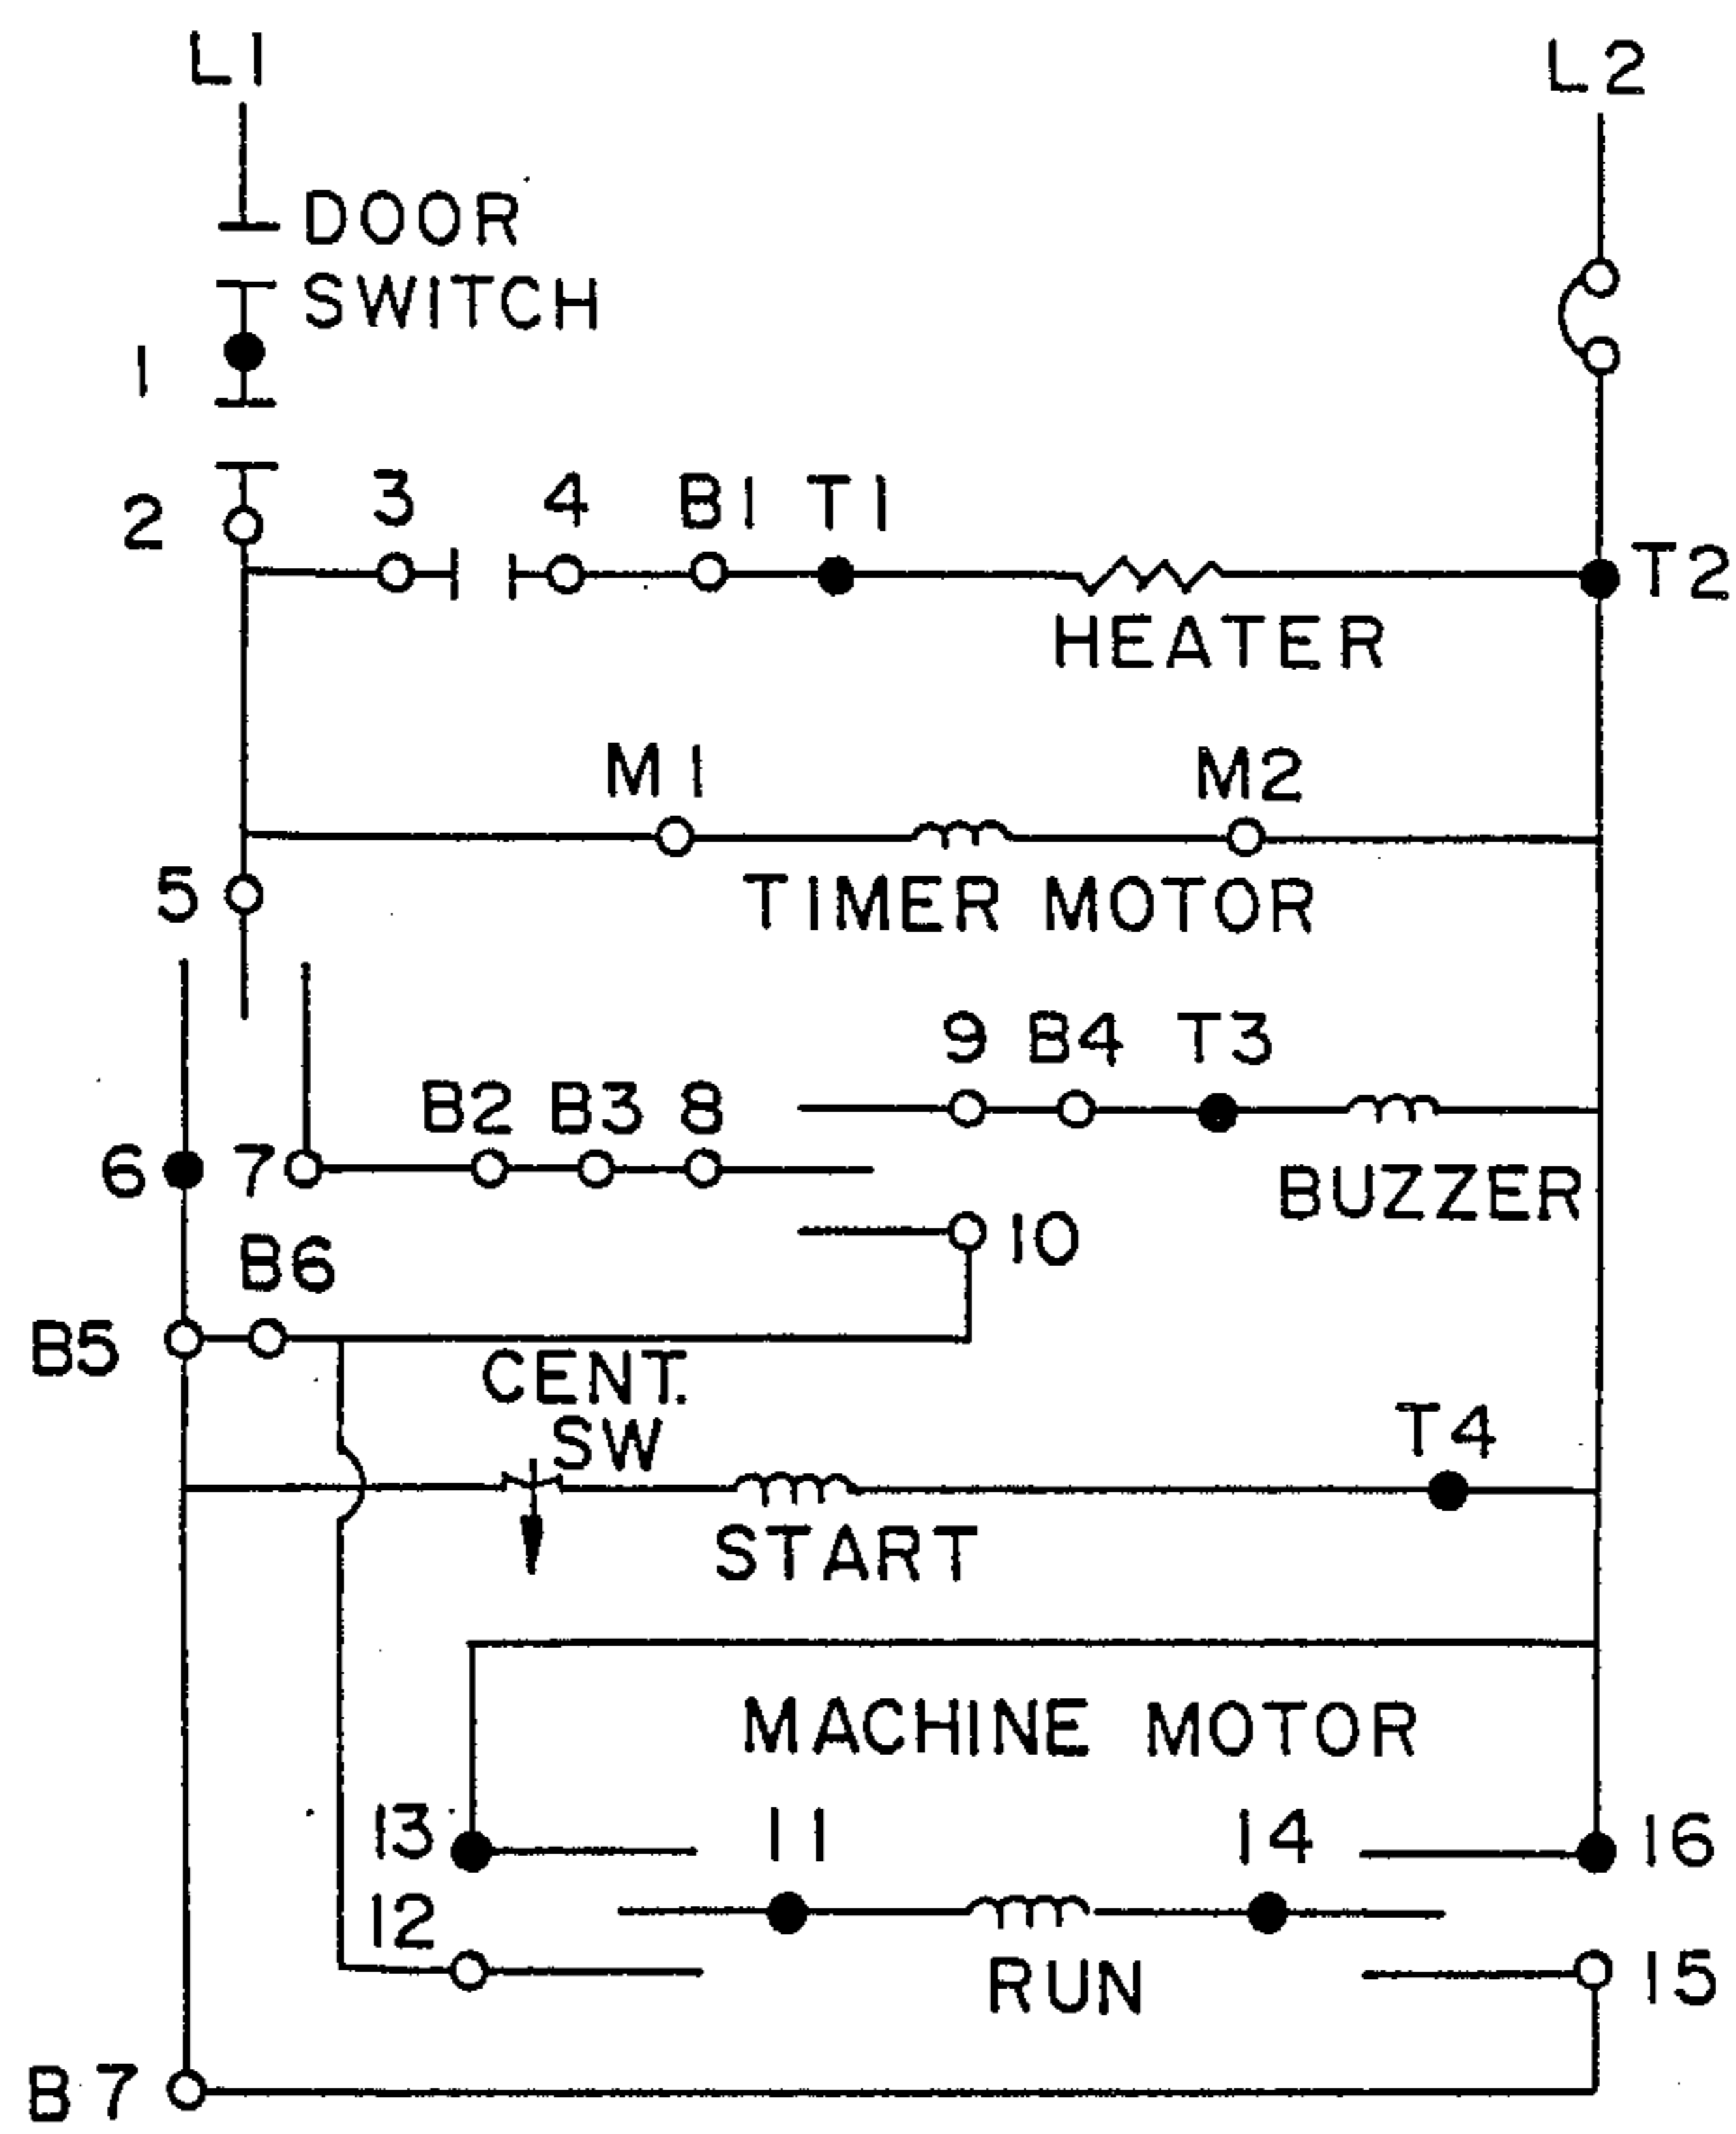 L1
L2
DOOR
SWITCH
1
2
3
4
B1
T1
T2
HEATER
M1
M2
5
TIMER MOTOR
9
B4
T3
B2
B3
8
6
7
BUZZER
10
B6
B5
CENT.
SW
T4
START
MACHINE MOTOR
13
11
14
16
12
RUN
15
B7